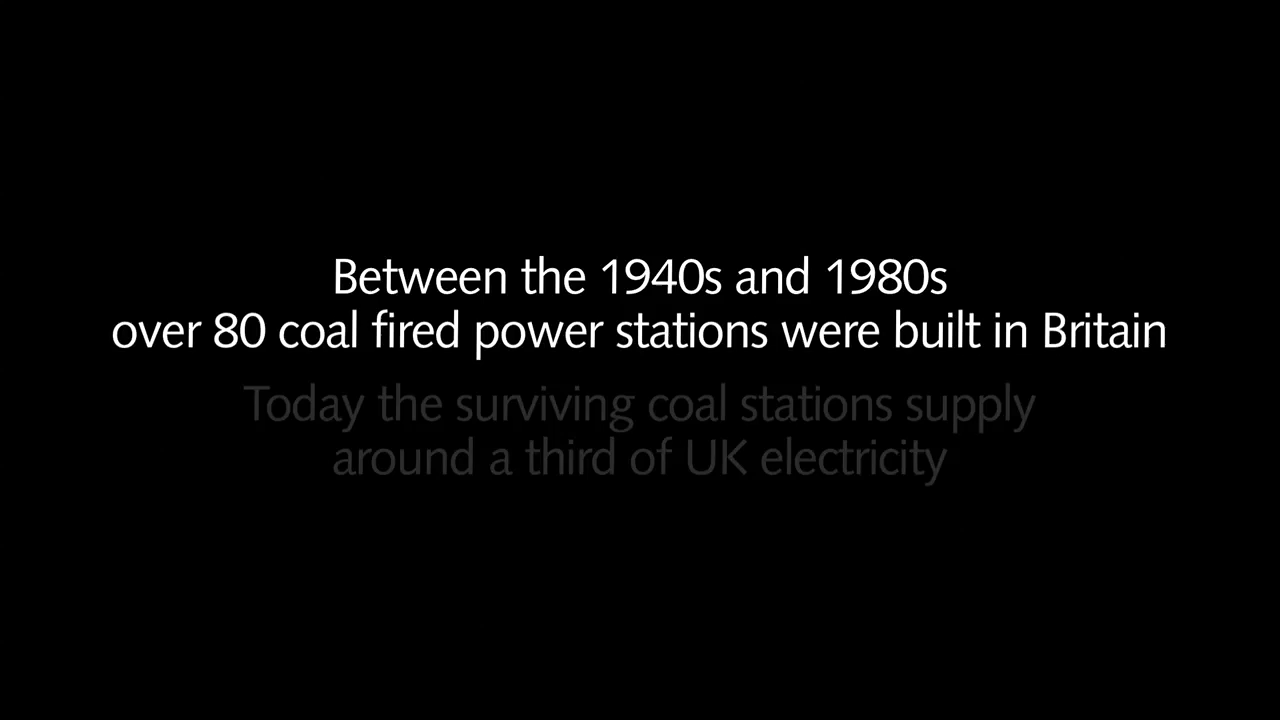 Between the 1940s and 1980s
over 80 coal fired power stations were built in Britain
Today the surviving coal stations supply
around a third of UK electricity